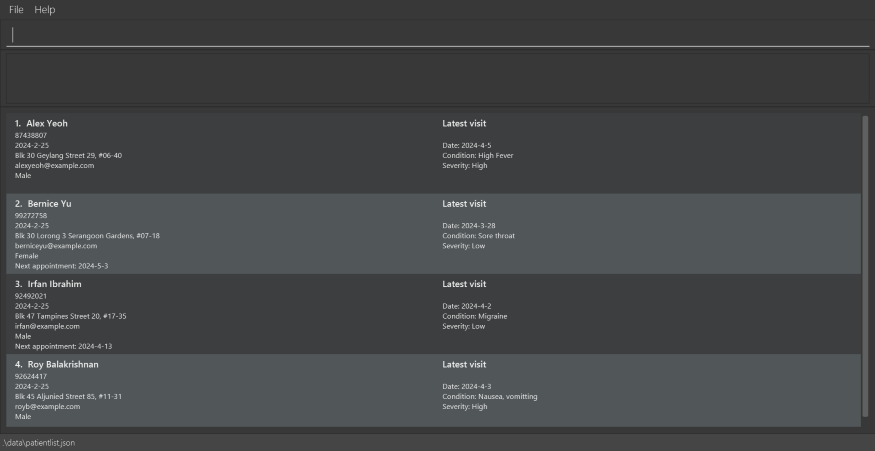 File Help
1. Alex Yeoh
87438807
2024-2-25
Blk 30 Geylang Street 29, #06-40
alexyeoh@example.com
Male
Latest visit
Date: 2024-4-5
Condition: High Fever
Severity: High
2. Bernice Yu
99272758
2024-2-25
Blk 30 Lorong 3 Serangoon Gardens, #07-18
berniceyu@example.com
Female
Next appointment: 2024-5-3
Latest visit
Date: 2024-3-28
Condition: Sore throat
Severity: Low
3. Irfan Ibrahim
92492021
2024-2-25
Blk 47 Tampines Street 20, #17-35
irfan@example.com
Male
Next appointment: 2024-4-13
Latest visit
Date: 2024-4-2
Condition: Migraine
Severity: Low
4. Roy Balakrishnan
92624417
2024-2-25
Blk 45 Aljunied Street 85, #11-31
royb@example.com
Male
Latest visit
Date: 2024-4-3
Condition: Nausea, vomitting
Severity: High
.\data\patientlist.json